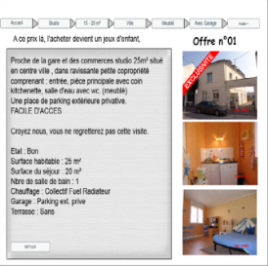 Accueil Studio 15 - 25 m² Ville Meublé Avec Garage
A ce prix là, l'acheter devient un jeux d'enfant,
Offre n°01
Proche de la gare et des commerces studio 25m² situé
en centre ville , dans ravissante petite copropriété
comprenant : entrée, pièce principale avec coin
kitchenette, salle d'eau avec wc. (meublé)
Une place de parking extérieure privative.
FACILE D'ACCES
Croyez nous, vous ne regretterez pas cette visite.
Etat : Bon
Surface habitable : 25 m²
Surface du séjour : 20 m²
Nbre de salle de bain : 1
Chauffage : Collectif Fuel Radiateur
Garage : Parking ext. privé
Terrasse : Sans
EXCLUSIVITE
RETOUR